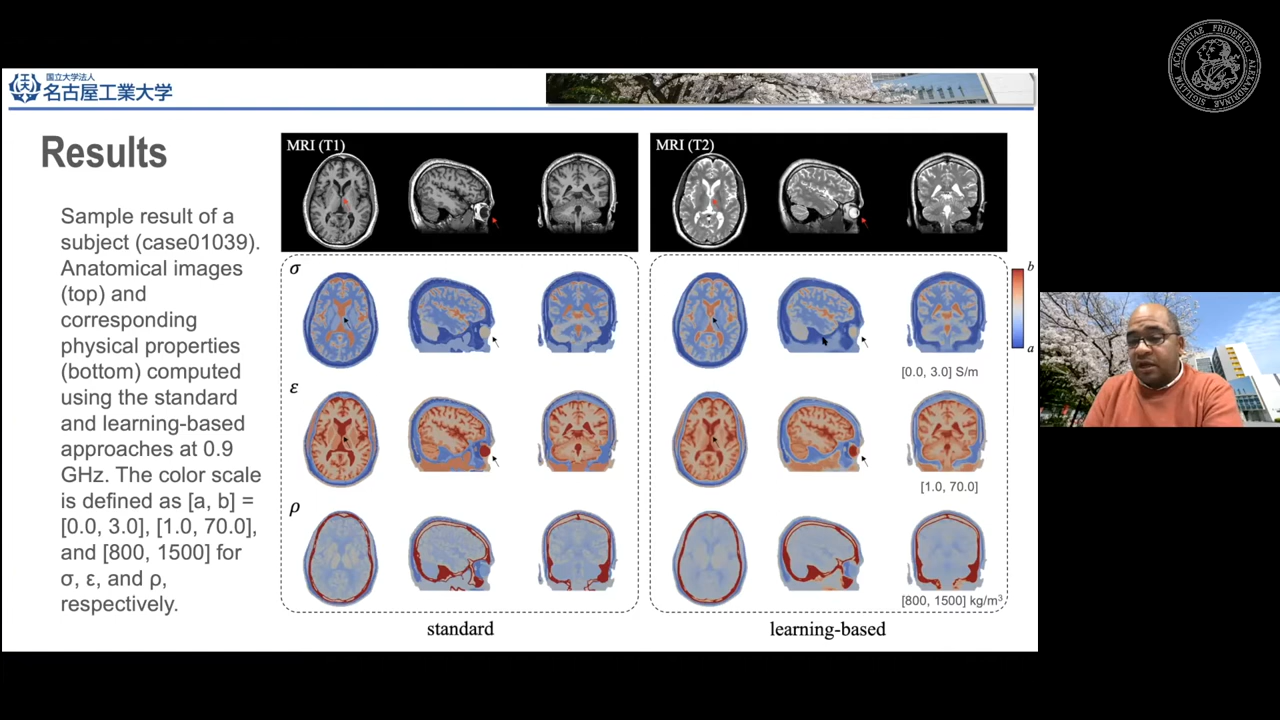 国立大学法人
名古屋工業大学
Results
Sample result of a
subject (case01039).
Anatomical images
(top) and
corresponding
physical properties
(bottom) computed
using the standard
and learning-based
approaches at 0.9
GHz. The color scale
is defined as [a, b] =
[0.0, 3.0], [1.0, 70.0],
and [800, 1500] for
σ, ε, and ρ,
respectively.
MRI (T1)
MRI (T2)
σ
b
a
[0.0, 3.0] S/m
ε
[1.0, 70.0]
ρ
[800, 1500] kg/m³
standard
learning-based
SIGILLVM ACADEMIAE FRIDERICO ALEXANDRINAE